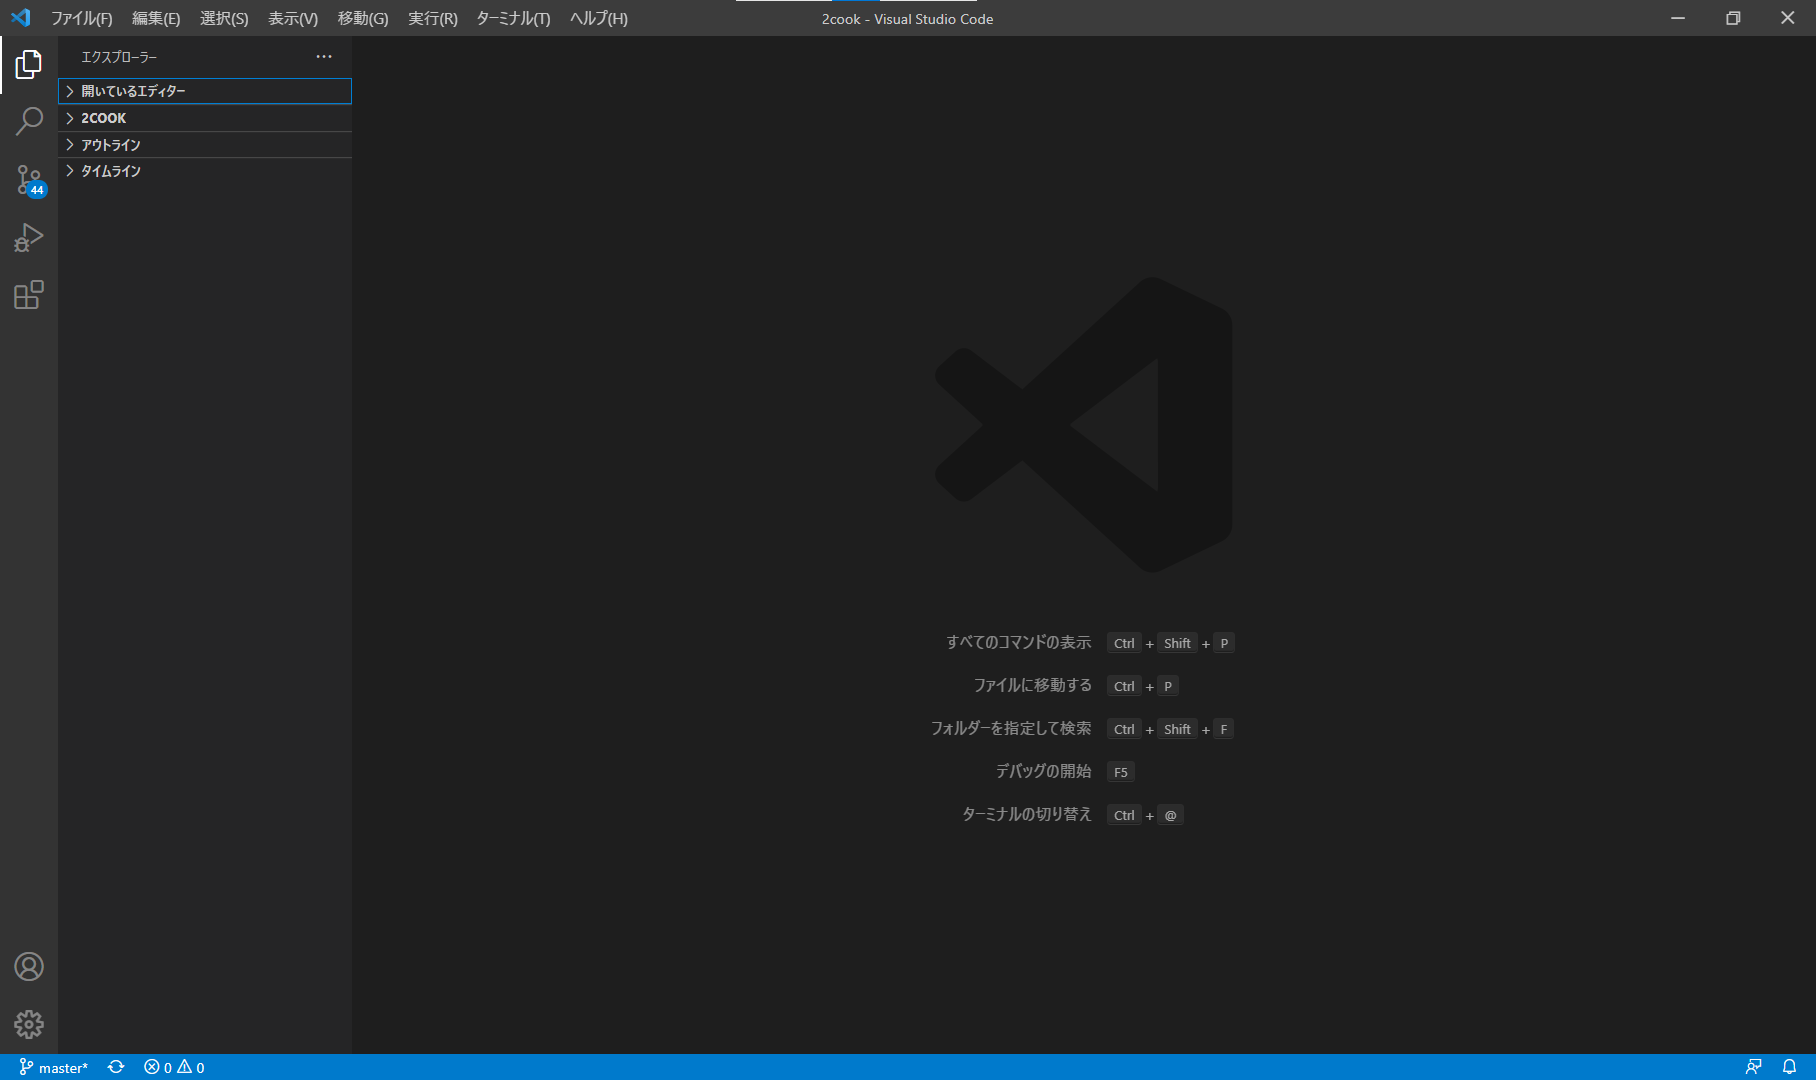 ファイル(F) 編集(E) 選択(S) 表示(V) 移動(G) 実行(R) ターミナル(T) ヘルプ(H) 2cook - Visual Studio Code
エクスプローラー
開いているエディター
2COOK
アウトライン
タイムライン
44
すべてのコマンドの表示 Ctrl + Shift + P
ファイルに移動する Ctrl + P
フォルダーを指定して検索 Ctrl + Shift + F
デバッグの開始 F5
ターミナルの切り替え Ctrl + @
master* 0 0